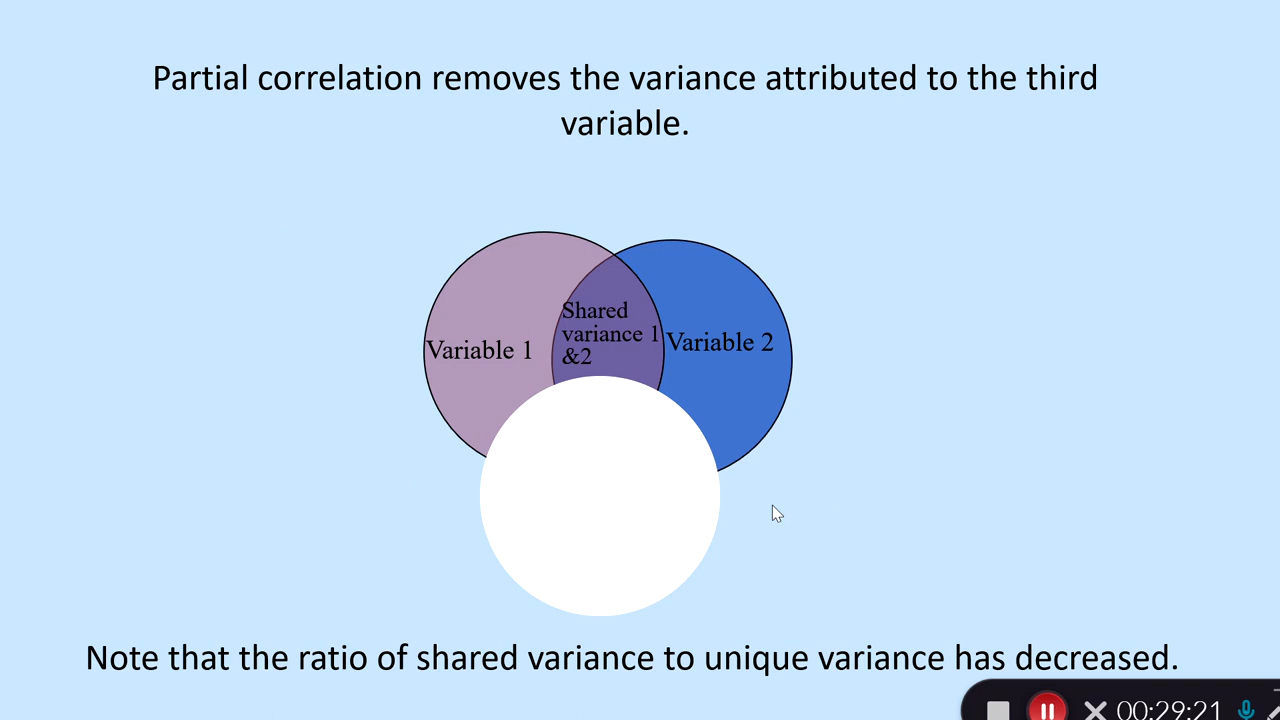 Partial correlation removes the variance attributed to the third
variable.
Shared
variance 1
&2
Variable 1
Variable 2
Note that the ratio of shared variance to unique variance has decreased.
00:29:21